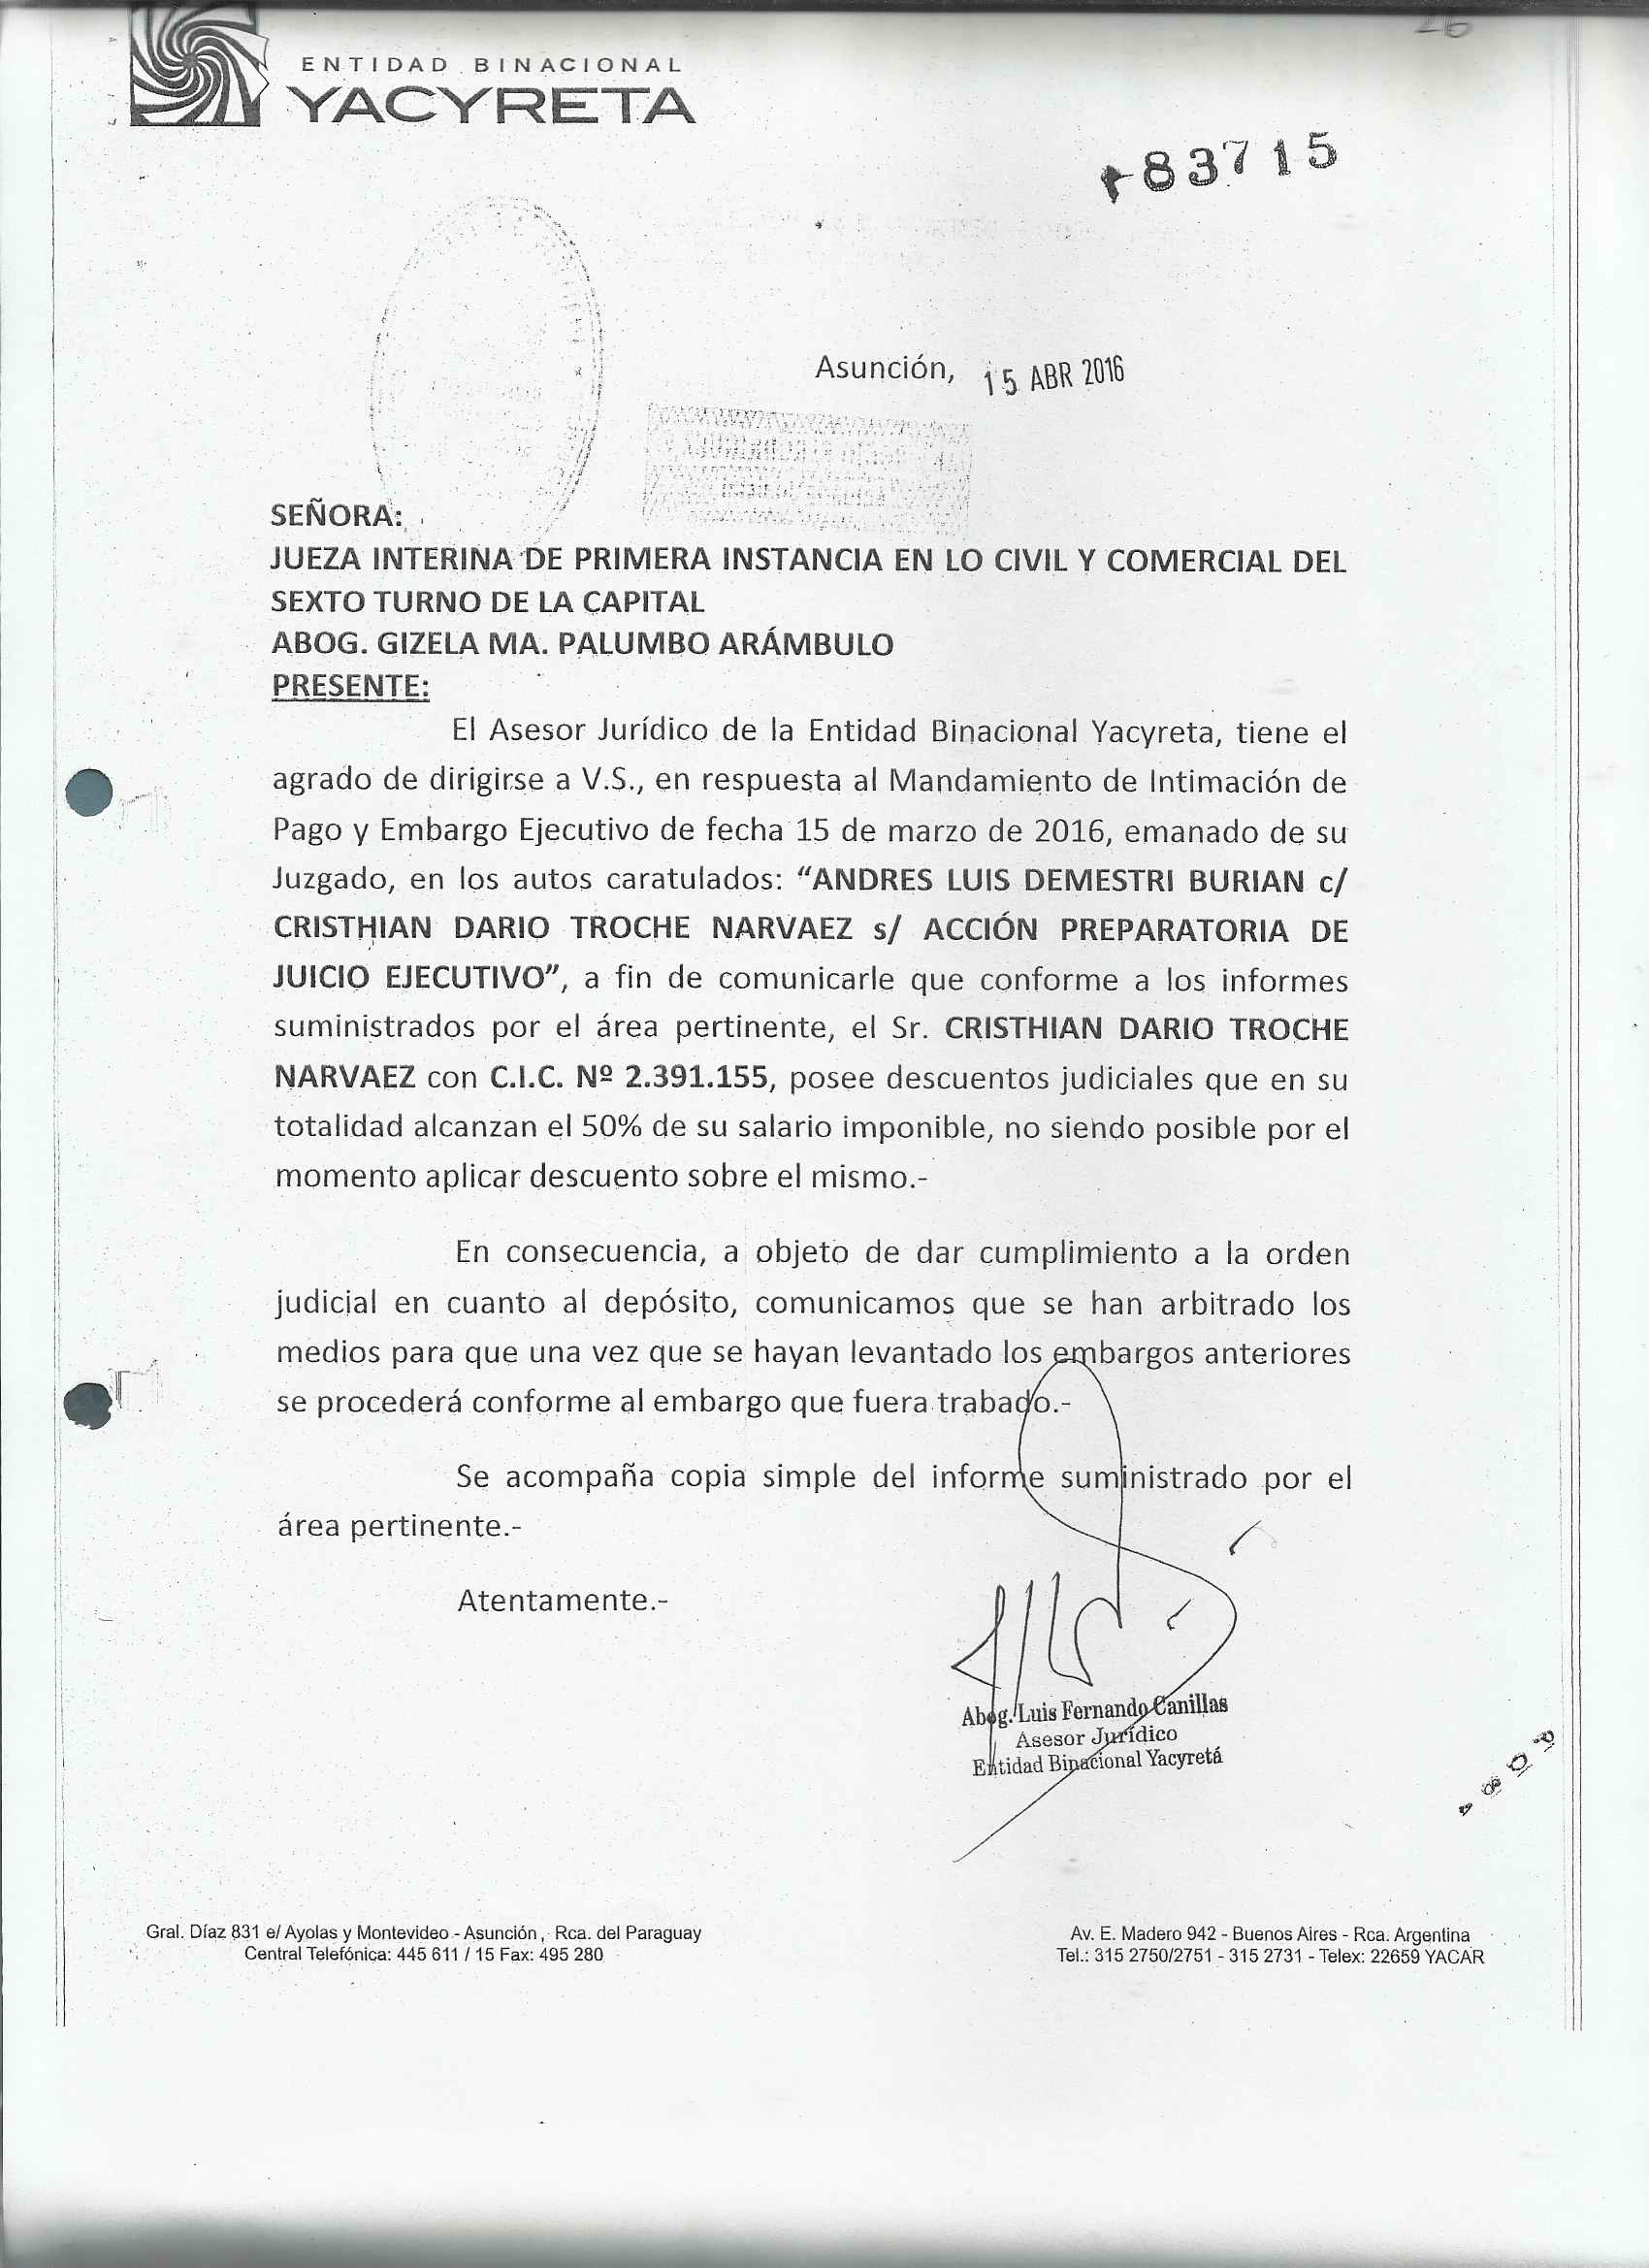 26
ENTIDAD BINACIONAL
YACYRETA
83715
Asunción, 15 ABR 2016
SEÑORA:
JUEZA INTERINA DE PRIMERA INSTANCIA EN LO CIVIL Y COMERCIAL DEL
SEXTO TURNO DE LA CAPITAL
ABOG. GIZELA MA. PALUMBO ARÁMBULO
PRESENTE:
El Asesor Jurídico de la Entidad Binacional Yacyreta, tiene el
agrado de dirigirse a V.S., en respuesta al Mandamiento de Intimación de
Pago y Embargo Ejecutivo de fecha 15 de marzo de 2016, emanado de su
Juzgado, en los autos caratulados: “ANDRES LUIS DEMESTRI BURIAN c/
CRISTHIAN DARIO TROCHE NARVAEZ s/ ACCIÓN PREPARATORIA DE
JUICIO EJECUTIVO”, a fin de comunicarle que conforme a los informes
suministrados por el área pertinente, el Sr. CRISTHIAN DARIO TROCHE
NARVAEZ con C.I.C. Nº 2.391.155, posee descuentos judiciales que en su
totalidad alcanzan el 50% de su salario imponible, no siendo posible por el
momento aplicar descuento sobre el mismo.-
En consecuencia, a objeto de dar cumplimiento a la orden
judicial en cuanto al depósito, comunicamos que se han arbitrado los
medios para que una vez que se hayan levantado los embargos anteriores
se procederá conforme al embargo que fuera trabado.-
Se acompaña copia simple del informe suministrado por el
área pertinente.-
Atentamente.-
Abog. Luis Fernando Canillas
Asesor Jurídico
Entidad Binacional Yacyretá
Gral. Díaz 831 e/ Ayolas y Montevideo - Asunción, Rca. del Paraguay
Central Telefónica: 445 611 / 15 Fax: 495 280
Av. E. Madero 942 - Buenos Aires - Rca. Argentina
Tel.: 315 2750/2751 - 315 2731 - Telex: 22659 YACAR